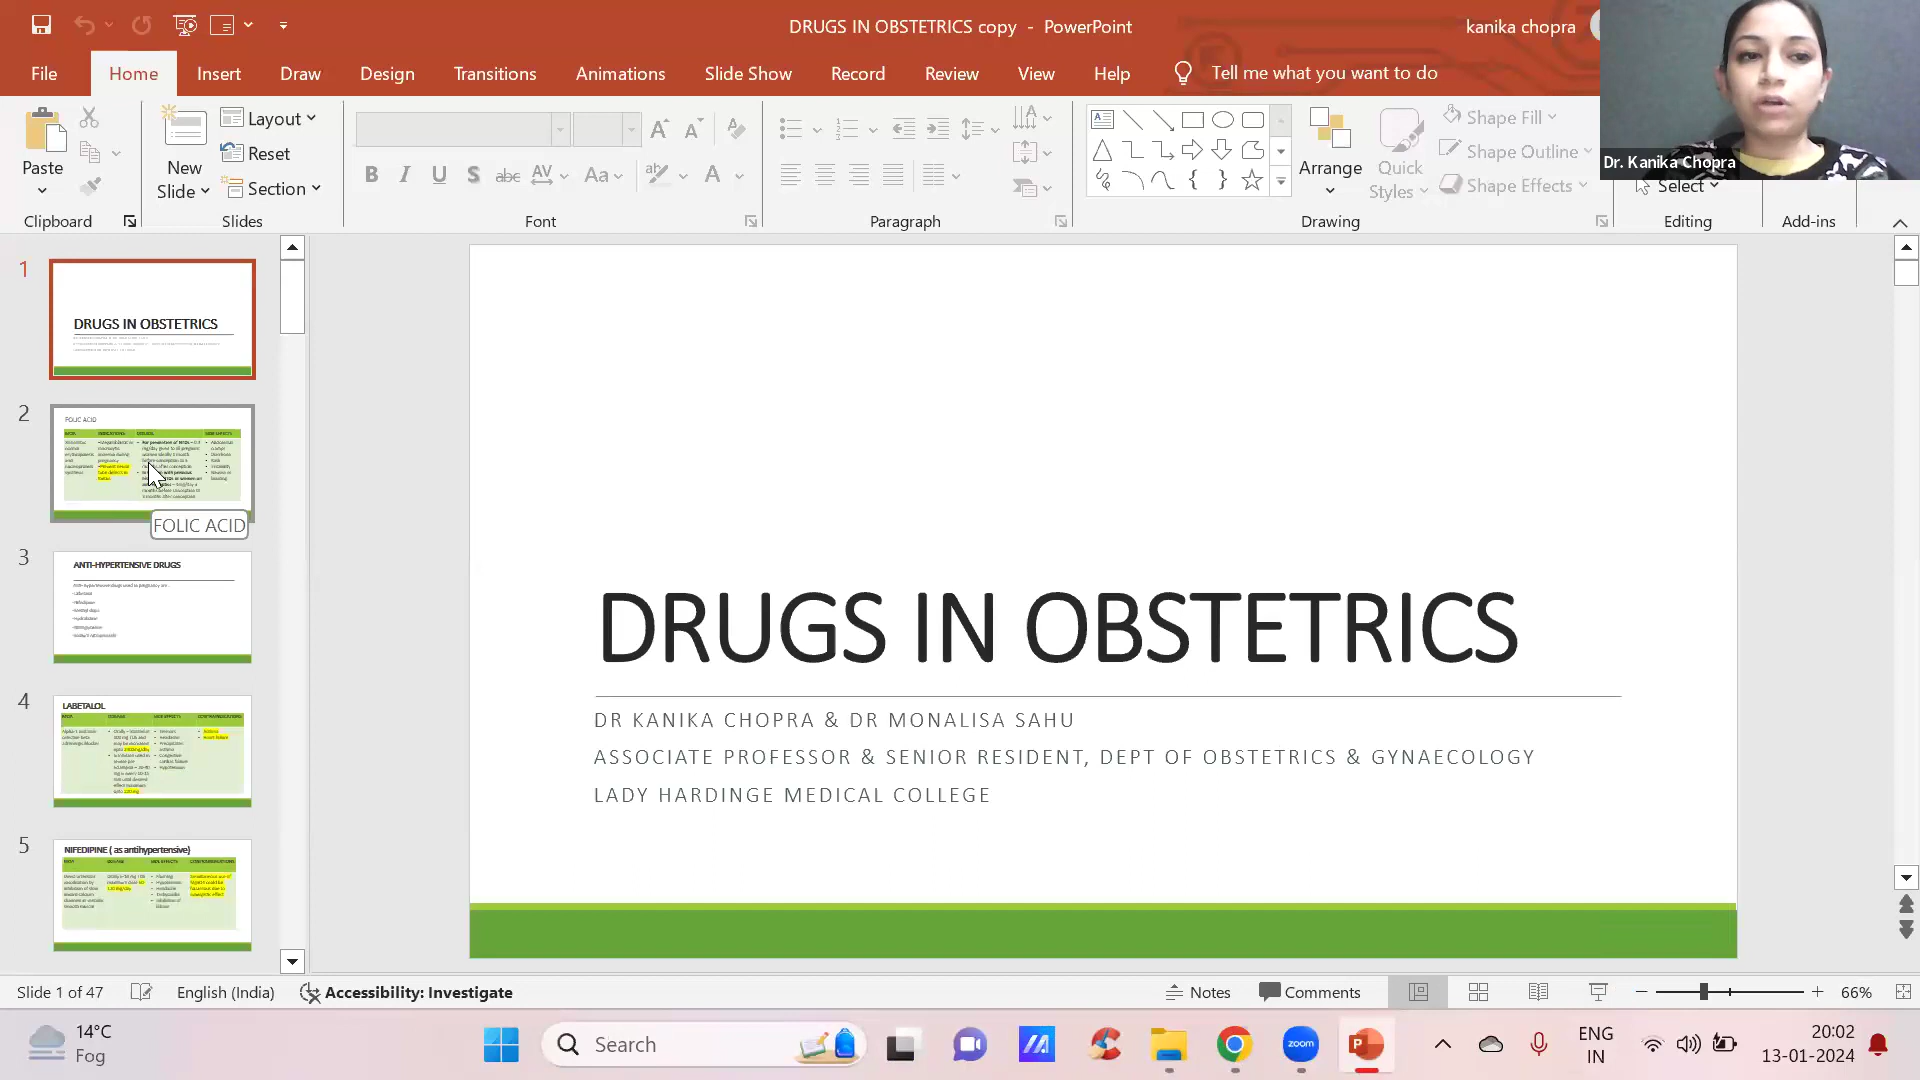 DRUGS IN OBSTETRICS copy - PowerPoint
kanika chopra
File
Home
Insert
Draw
Design
Transitions
Animations
Slide Show
Record
Review
View
Help
Tell me what you want to do
Paste
New Slide
Layout
Reset
Section
Arrange
Quick Styles
Shape Fill
Shape Outline
Shape Effects
Select
Dr. Kanika Chopra
Clipboard
Slides
Font
Paragraph
Drawing
Editing
Add-ins
1
DRUGS IN OBSTETRICS
2
FOLIC ACID
FOLIC ACID
3
ANTI-HYPERTENSIVE DRUGS
4
LABETALOL
5
NIFEDIPINE ( as antihypertensive)
DRUGS IN OBSTETRICS
DR KANIKA CHOPRA & DR MONALISA SAHU
ASSOCIATE PROFESSOR & SENIOR RESIDENT, DEPT OF OBSTETRICS & GYNAECOLOGY
LADY HARDINGE MEDICAL COLLEGE
Slide 1 of 47
English (India)
Accessibility: Investigate
Notes
Comments
66%
14°C
Fog
Search
zoom
ENG
IN
20:02
13-01-2024